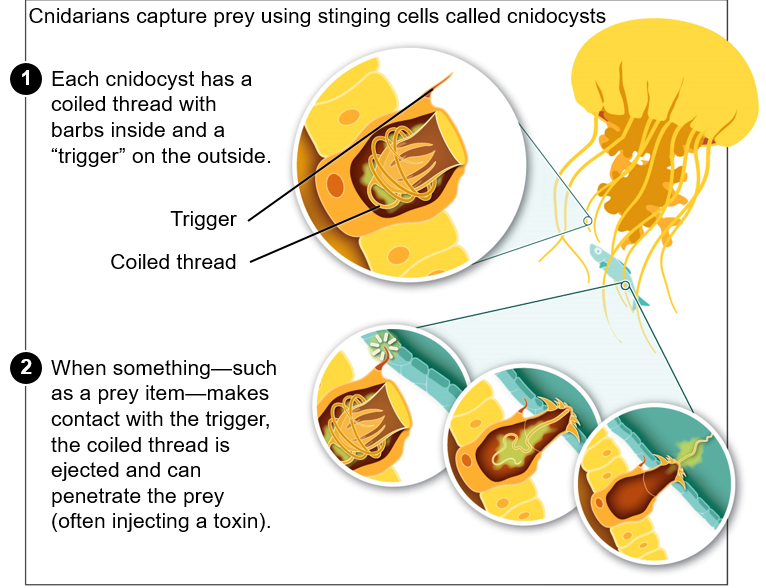 Cnidarians capture prey using stinging cells called cnidocysts
1 Each cnidocyst has a
coiled thread with
barbs inside and a
“trigger” on the outside.
Trigger
Coiled thread
2 When something—such
as a prey item—makes
contact with the trigger,
the coiled thread is
ejected and can
penetrate the prey
(often injecting a toxin).